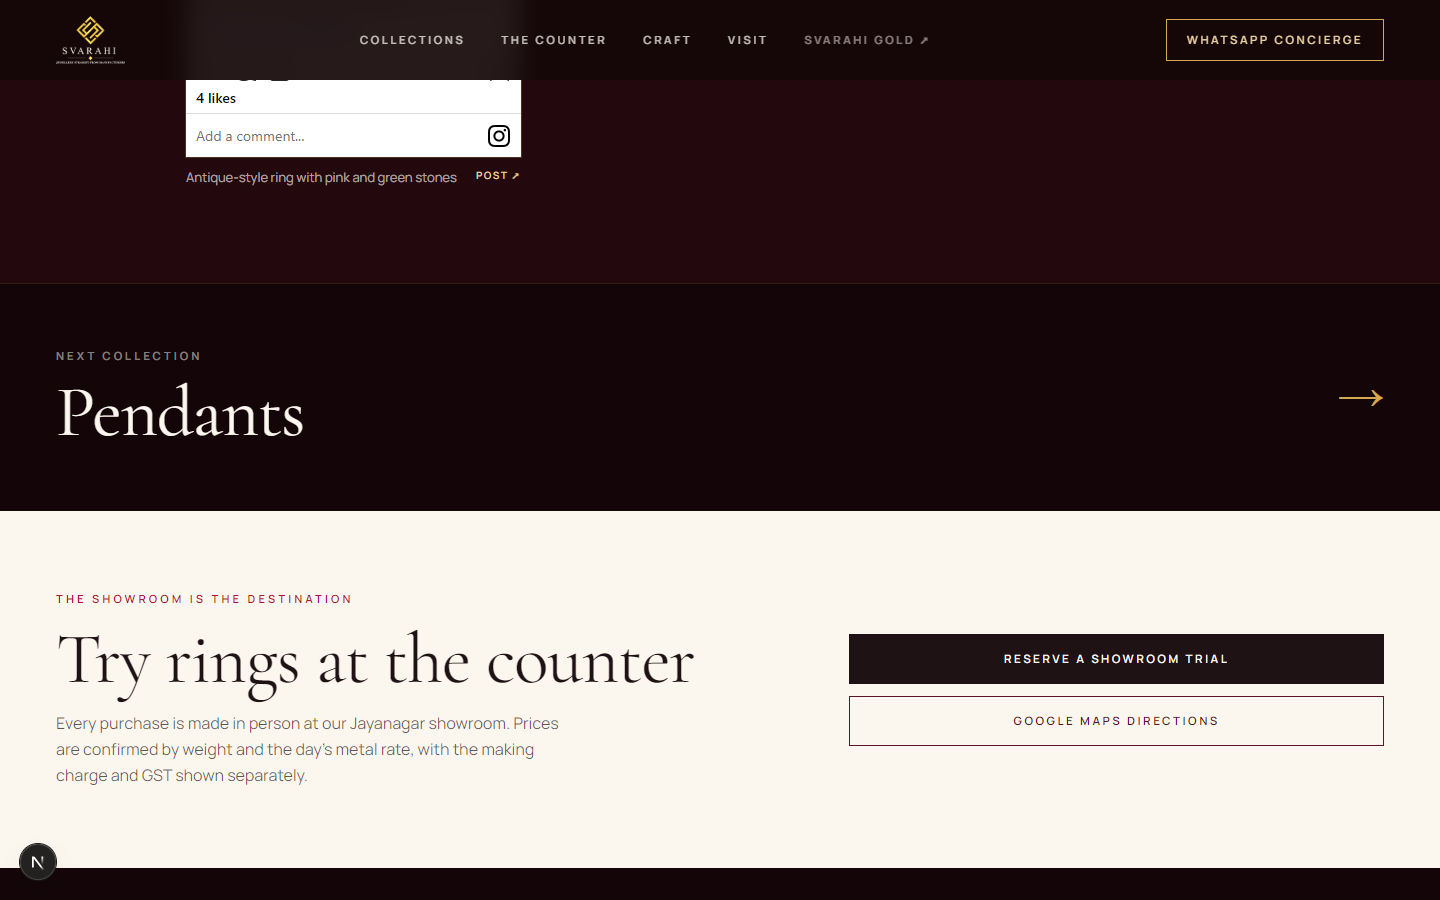 SVARAHI
COLLECTIONS
THE COUNTER
CRAFT
VISIT
SVARAHI GOLD ↗
WHATSAPP CONCIERGE
4 likes
Add a comment...
Antique-style ring with pink and green stones
POST ↗
NEXT COLLECTION
Pendants
→
THE SHOWROOM IS THE DESTINATION
Try rings at the counter
Every purchase is made in person at our Jayanagar showroom. Prices
are confirmed by weight and the day's metal rate, with the making
charge and GST shown separately.
RESERVE A SHOWROOM TRIAL
GOOGLE MAPS DIRECTIONS
N